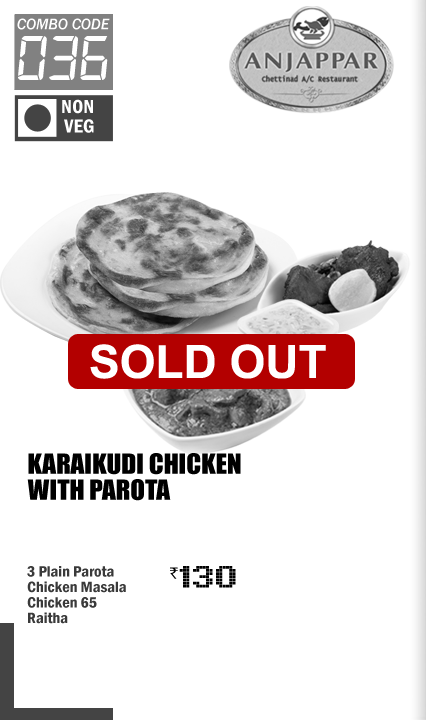 COMBO CODE
036
NON
VEG
ANJAPPAR
Chettinad A/C Restaurant
SOLD OUT
KARAIKUDI CHICKEN
WITH PAROTA
3 Plain Parota
Chicken Masala
Chicken 65
Raitha
₹130